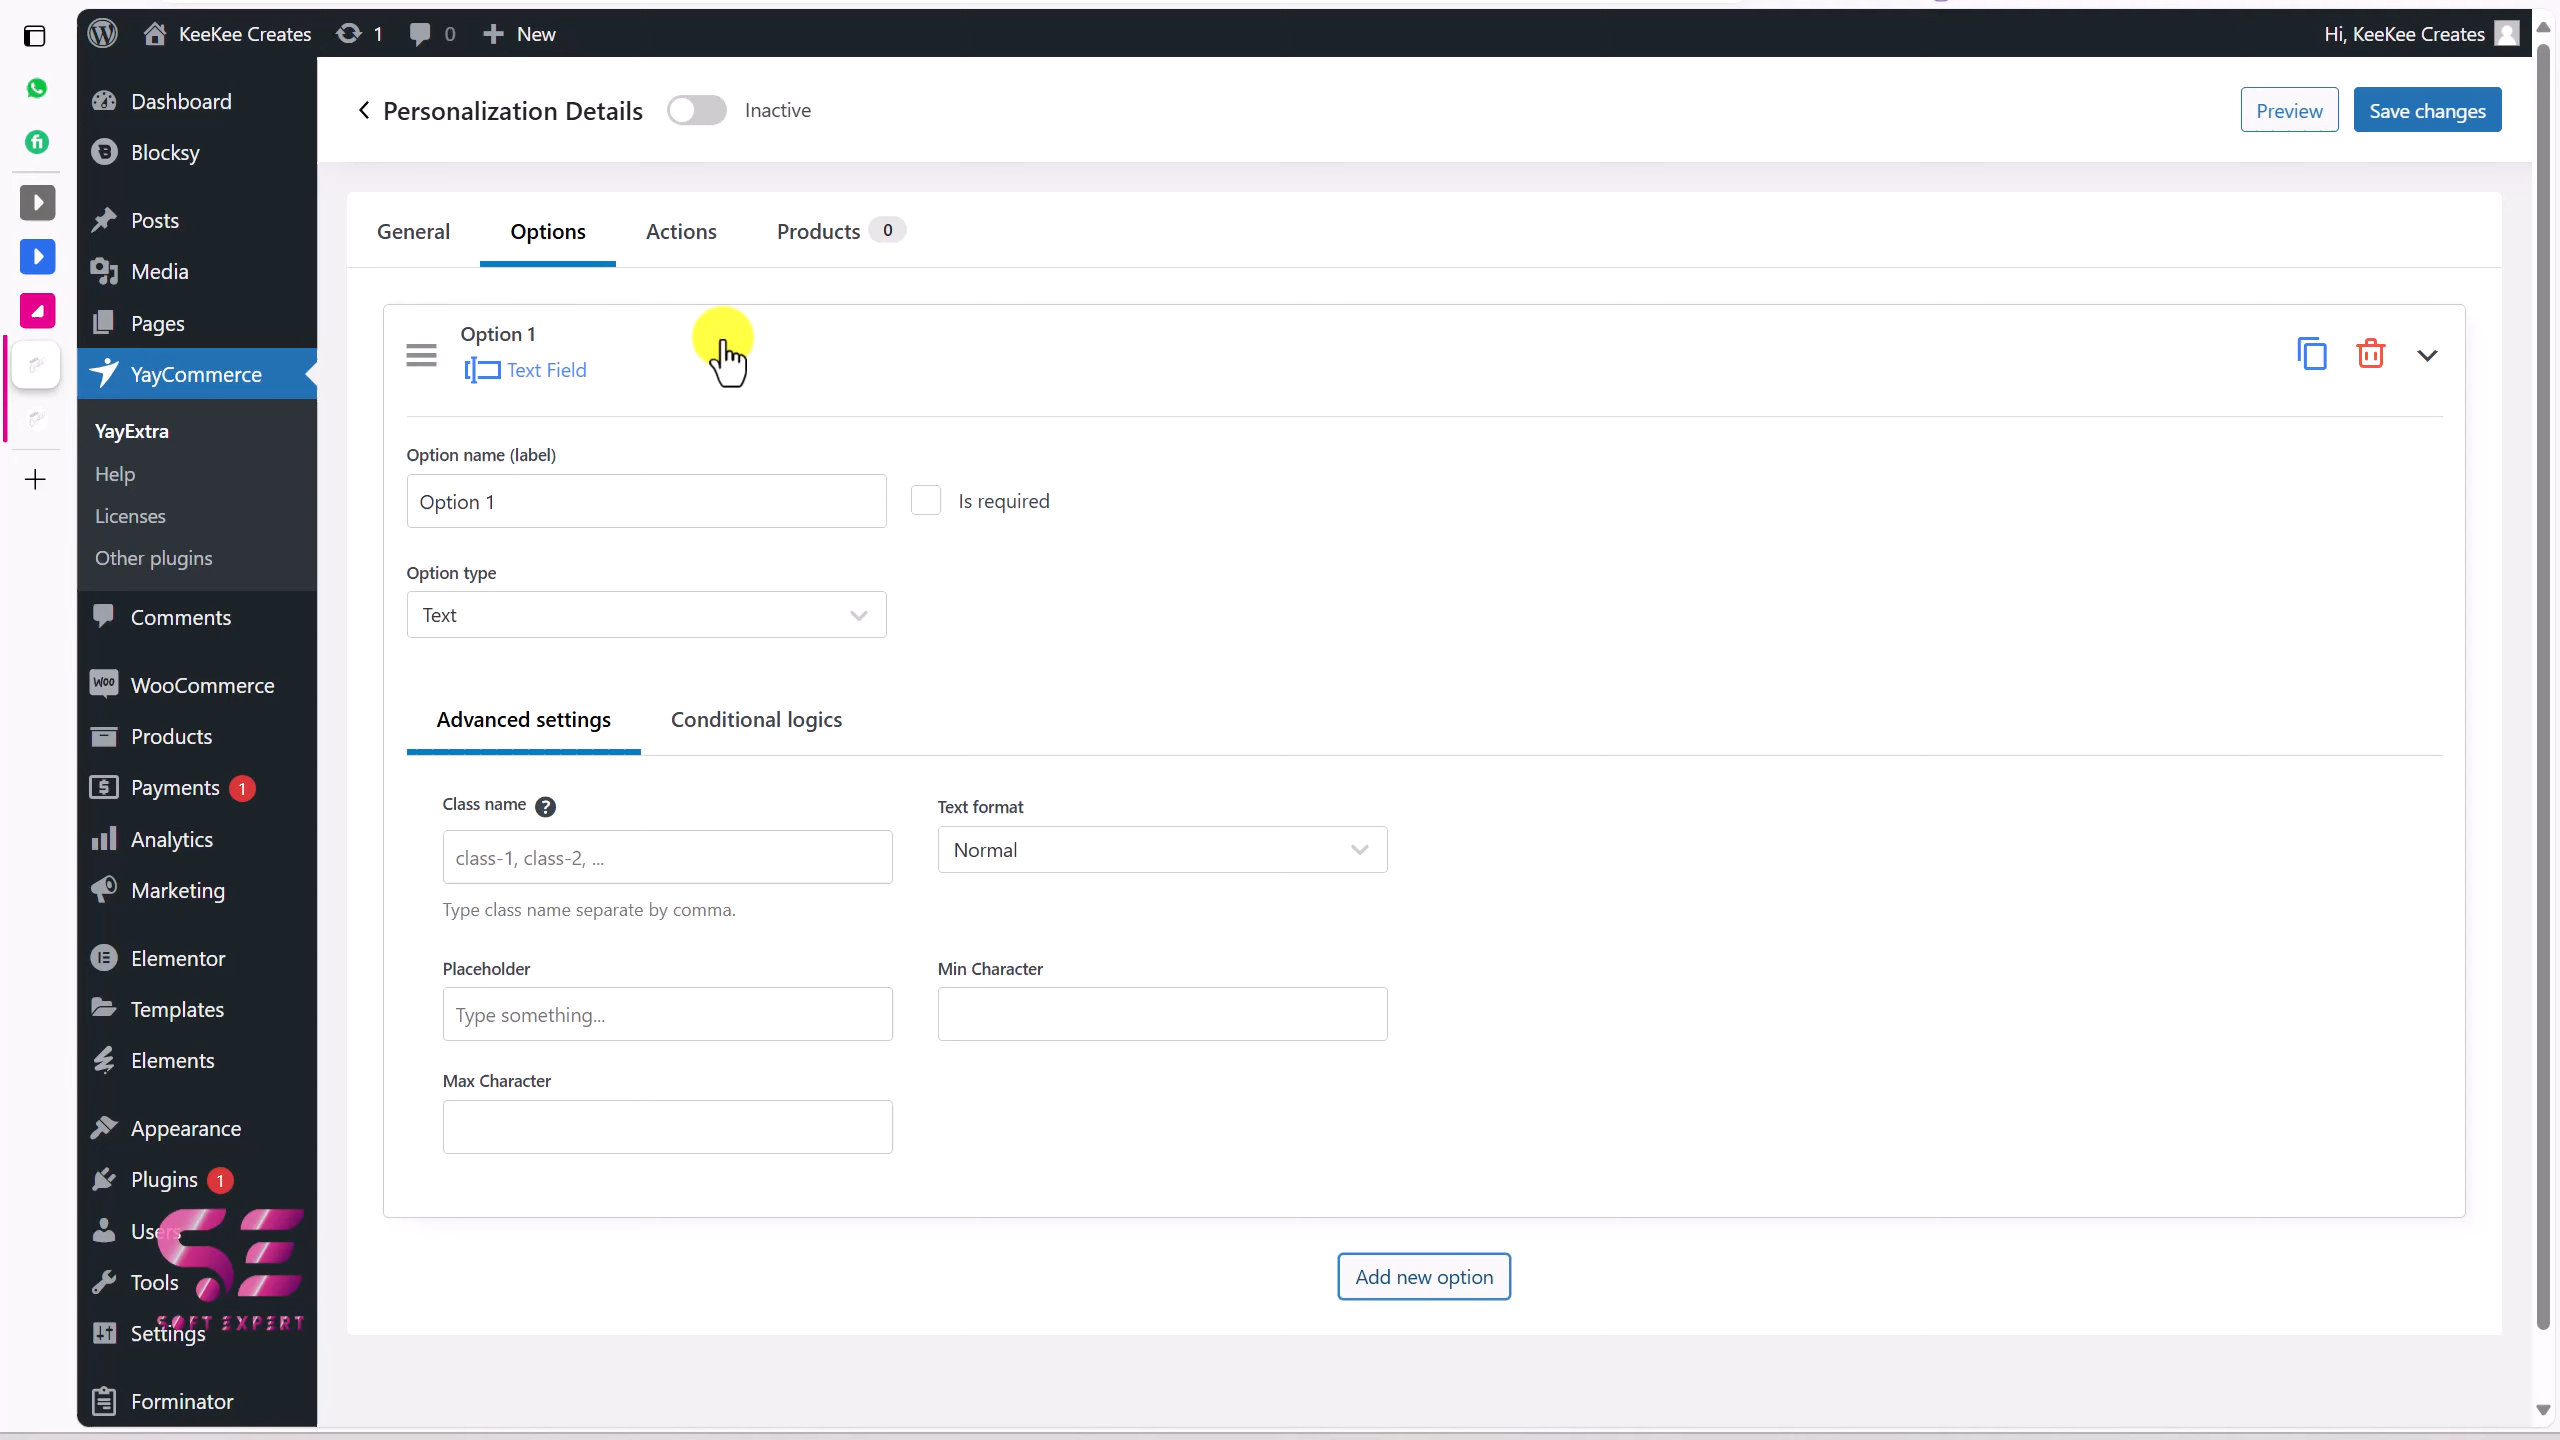 KeeKee Creates
1
0
New
Hi, KeeKee Creates
Dashboard
Blocksy
Posts
Media
Pages
YayCommerce
YayExtra
Help
Licenses
Other plugins
Comments
WooCommerce
Products
Payments 1
Analytics
Marketing
Elementor
Templates
Elements
Appearance
Plugins 1
Users
Tools
Settings
SOFT EXPERT
Forminator
Personalization Details
Inactive
Preview
Save changes
General
Options
Actions
Products 0
Option 1
Text Field
Option name (label)
Option 1
Is required
Option type
Text
Advanced settings
Conditional logics
Class name ?
class-1, class-2, ...
Type class name separate by comma.
Text format
Normal
Placeholder
Type something...
Min Character
Max Character
Add new option